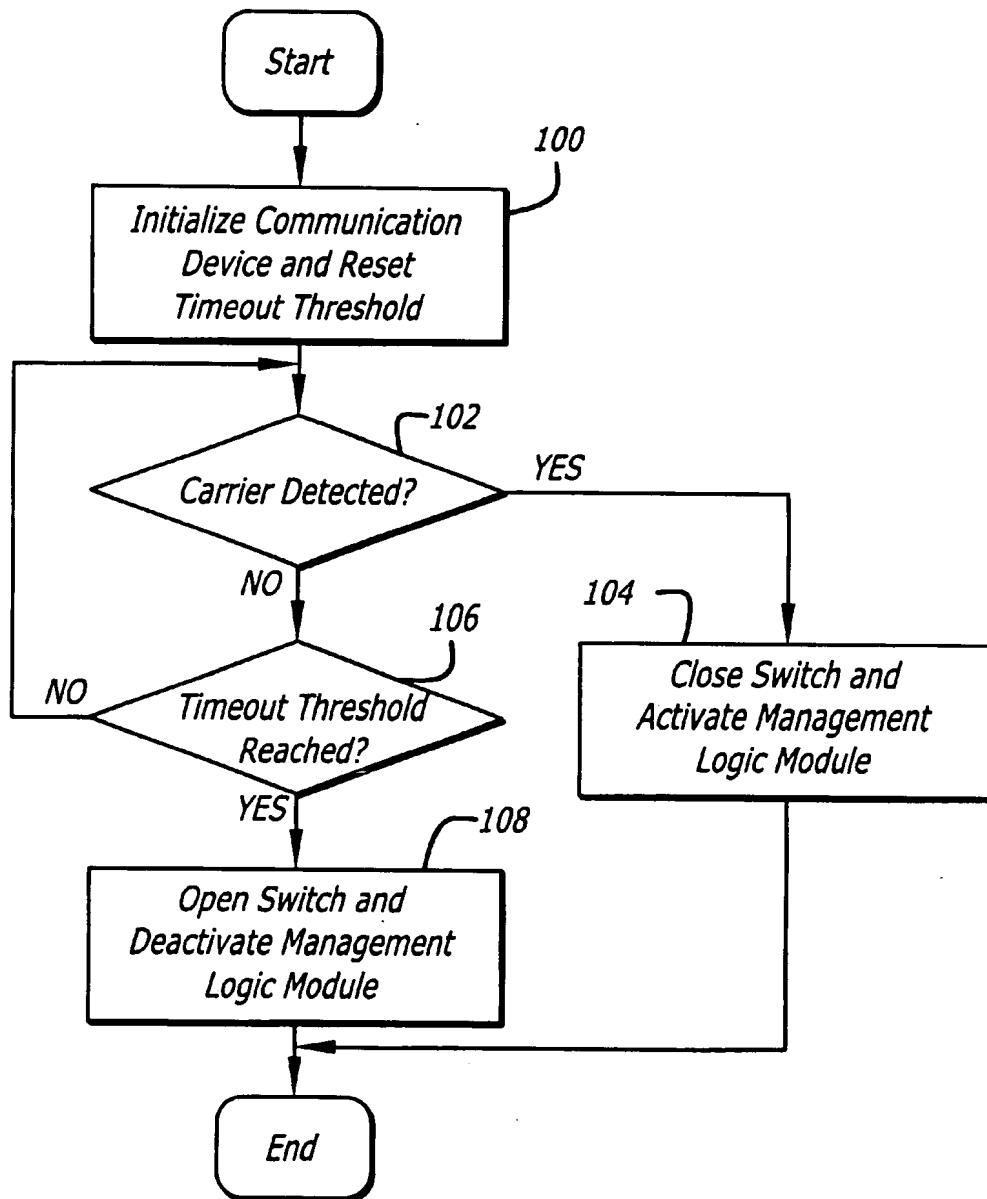 Start
100
Initialize Communication
Device and Reset
Timeout Threshold
102
Carrier Detected?
YES
NO
106
104
Timeout Threshold
Reached?
NO
YES
Close Switch and
Activate Management
Logic Module
108
Open Switch and
Deactivate Management
Logic Module
End